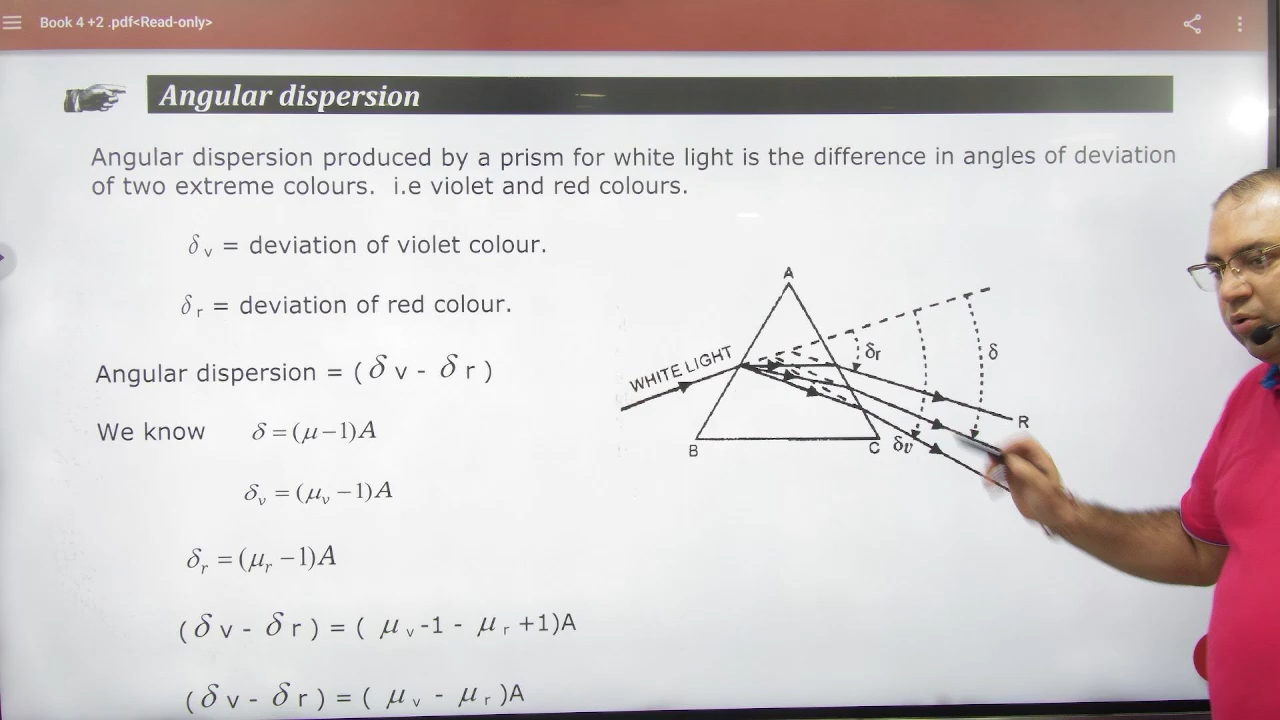 Book 4 +2 .pdf<Read-only>
Angular dispersion
Angular dispersion produced by a prism for white light is the difference in angles of deviation
of two extreme colours. i.e violet and red colours.
δ v = deviation of violet colour.
δ r = deviation of red colour.
Angular dispersion = ( δ v - δ r )
We know δ = (μ−1)A
δv = (μv −1)A
δr = (μr −1)A
( δ v - δ r ) = ( μ v -1 - μ r +1)A
( δ v - δ r ) = ( μ v - μ r )A
A
WHITE LIGHT
δr
δ
R
B
C
δv